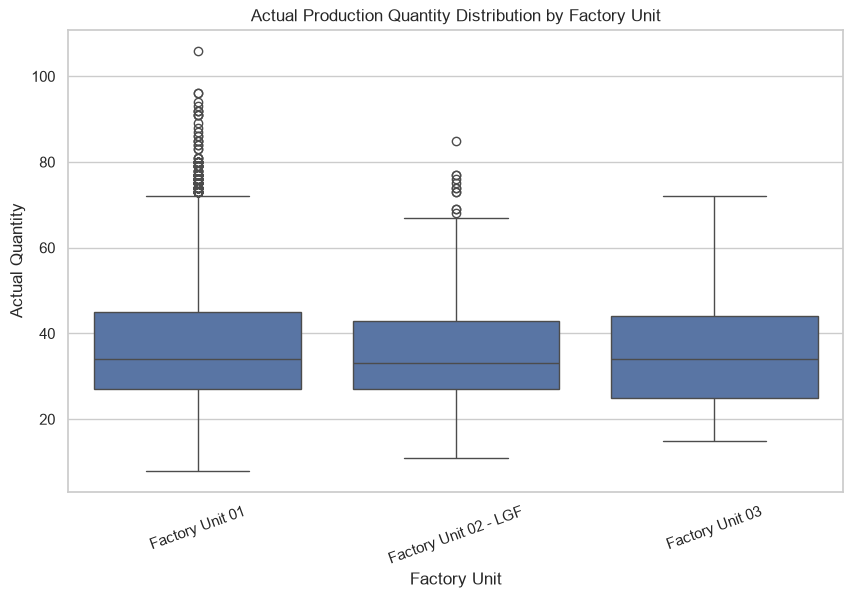 Actual Production Quantity Distribution by Factory Unit
100
80
60
40
20
Actual Quantity
Factory Unit 01
Factory Unit 02 - LGF
Factory Unit 03
Factory Unit